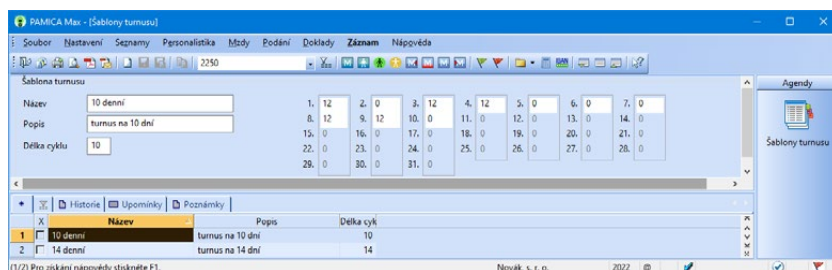 PAMICA Max - [Šablony turnusu]
Soubor Nastavení Seznamy Personalistika Mzdy Podání Doklady Záznam Nápověda
2250
Šablona turnusu
Agendy
Název 10 denní 1. 12 2. 0 3. 12 4. 12 5. 0 6. 0 7. 0
Popis turnus na 10 dní 8. 12 9. 12 10. 0 11. 0 12. 0 13. 0 14. 0
15. 0 16. 0 17. 0 18. 0 19. 0 20. 0 21. 0
Délka cyklu 10 22. 0 23. 0 24. 0 25. 0 26. 0 27. 0 28. 0
Šablony turnusu
29. 0 30. 0 31. 0
Historie Upomínky Poznámky
X Název Popis Délka cyk
1 10 denní turnus na 10 dní 10
2 14 denní turnus na 14 dní 14
(1/2) Pro získání nápovědy stiskněte F1. Novák s. r. o. 2022 @